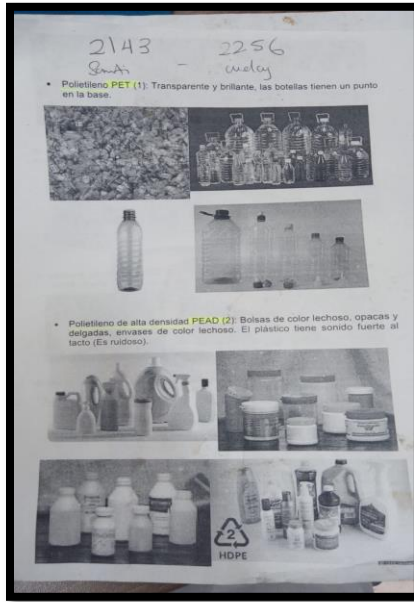 2143 - 2256
• Polietileno PET (1): Transparente y brillante, las botellas tienen un punto
en la base.
• Polietileno de alta densidad PEAD (2): Bolsas de color lechoso, opacas y
delgadas, envases de color lechoso. El plástico tiene sonido fuerte al
tacto (Es ruidoso).
2
HDPE